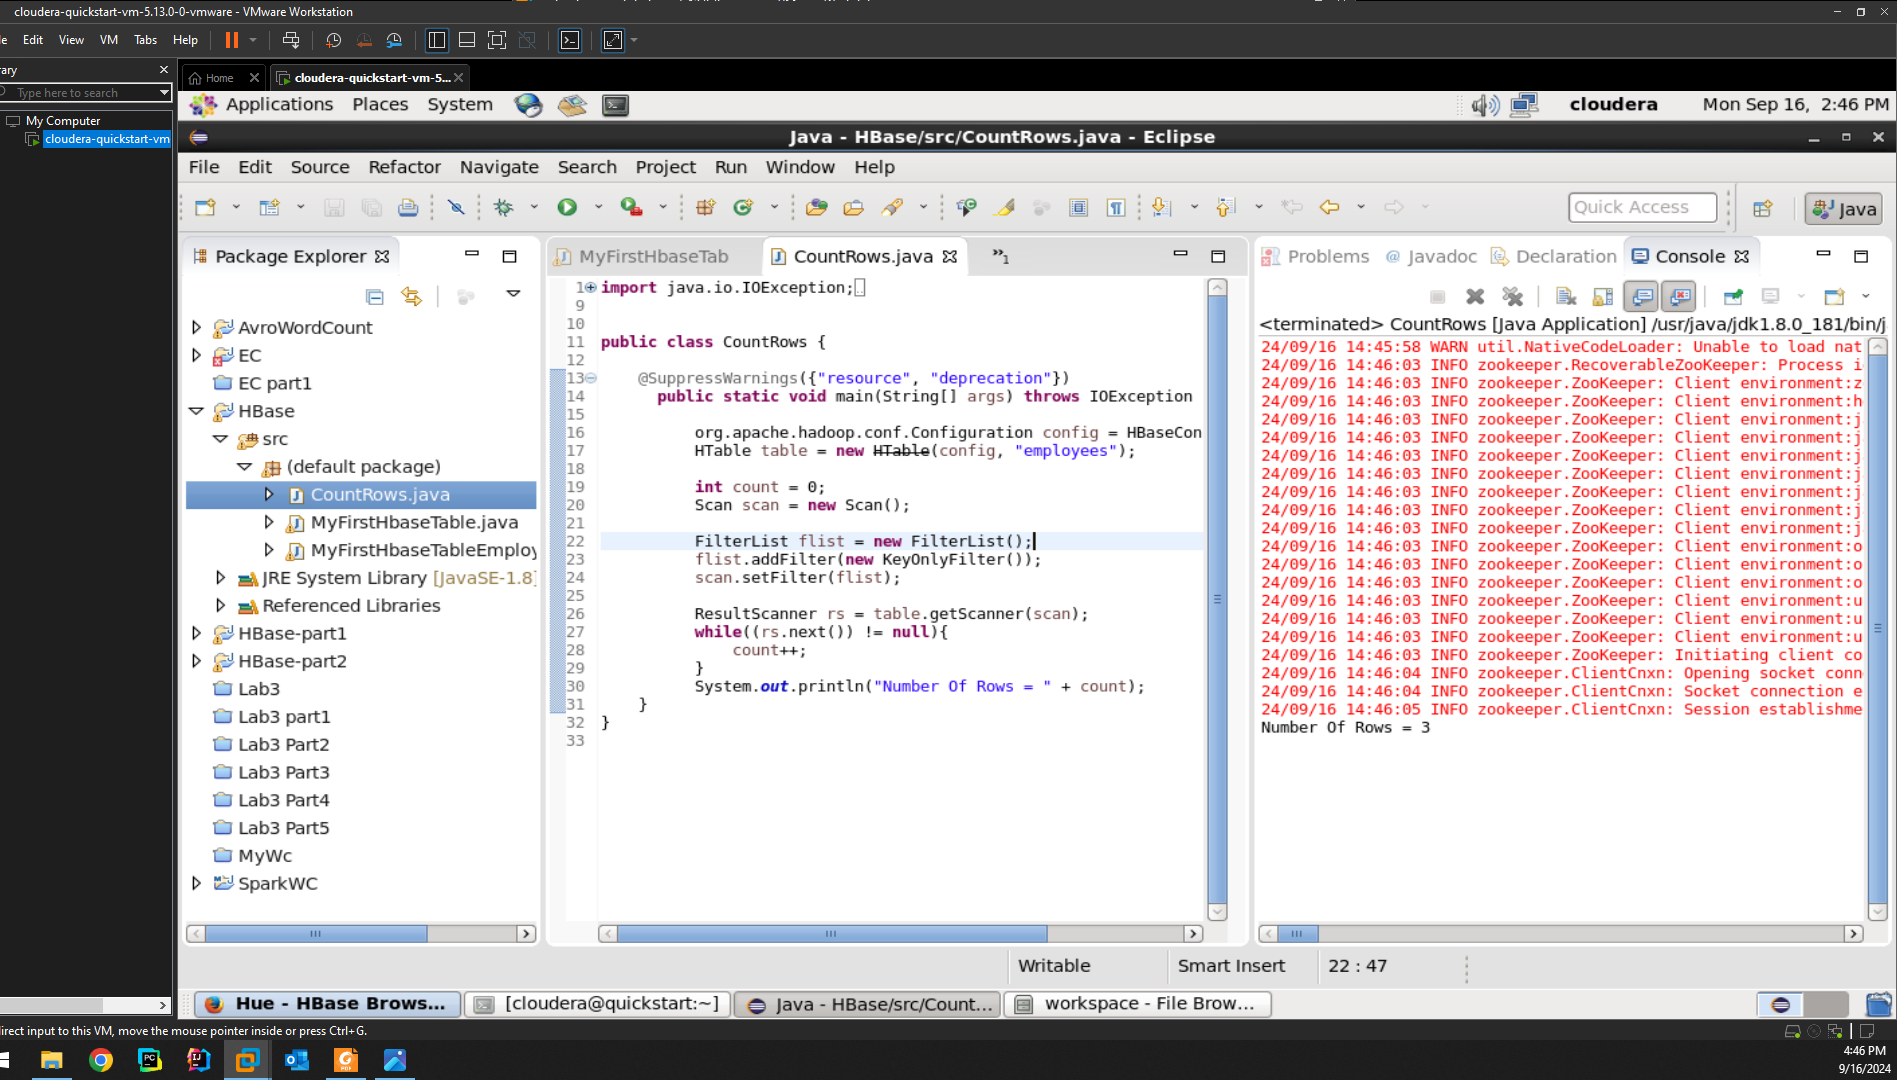 cloudera-quickstart-vm-5.13.0-0-vmware - VMware Workstation
Edit View VM Tabs Help
ary
Type here to search
My Computer
cloudera-quickstart-vm
Home
cloudera-quickstart-vm-5...
Applications Places System
cloudera Mon Sep 16, 2:46 PM
Java - HBase/src/CountRows.java - Eclipse
File Edit Source Refactor Navigate Search Project Run Window Help
Quick Access
Java
Package Explorer
AvroWordCount
EC
EC part1
HBase
src
(default package)
CountRows.java
MyFirstHbaseTable.java
MyFirstHbaseTableEmploy
JRE System Library [JavaSE-1.8]
Referenced Libraries
HBase-part1
HBase-part2
Lab3
Lab3 part1
Lab3 Part2
Lab3 Part3
Lab3 Part4
Lab3 Part5
MyWc
SparkWC
MyFirstHbaseTab
CountRows.java
»1
1 import java.io.IOException;
9
10
11 public class CountRows {
12
13 @SuppressWarnings({"resource", "deprecation"})
14 public static void main(String[] args) throws IOException
15
16 org.apache.hadoop.conf.Configuration config = HBaseCon
17 HTable table = new HTable(config, "employees");
18
19 int count = 0;
20 Scan scan = new Scan();
21
22 FilterList flist = new FilterList();
23 flist.addFilter(new KeyOnlyFilter());
24 scan.setFilter(flist);
25
26 ResultScanner rs = table.getScanner(scan);
27 while((rs.next()) != null){
28 count++;
29 }
30 System.out.println("Number Of Rows = " + count);
31 }
32 }
33
Problems @ Javadoc Declaration Console
<terminated> CountRows [Java Application] /usr/java/jdk1.8.0_181/bin/j
24/09/16 14:45:58 WARN util.NativeCodeLoader: Unable to load nat
24/09/16 14:46:03 INFO zookeeper.RecoverableZooKeeper: Process i
24/09/16 14:46:03 INFO zookeeper.ZooKeeper: Client environment:z
24/09/16 14:46:03 INFO zookeeper.ZooKeeper: Client environment:h
24/09/16 14:46:03 INFO zookeeper.ZooKeeper: Client environment:j
24/09/16 14:46:03 INFO zookeeper.ZooKeeper: Client environment:j
24/09/16 14:46:03 INFO zookeeper.ZooKeeper: Client environment:j
24/09/16 14:46:03 INFO zookeeper.ZooKeeper: Client environment:j
24/09/16 14:46:03 INFO zookeeper.ZooKeeper: Client environment:j
24/09/16 14:46:03 INFO zookeeper.ZooKeeper: Client environment:j
24/09/16 14:46:03 INFO zookeeper.ZooKeeper: Client environment:j
24/09/16 14:46:03 INFO zookeeper.ZooKeeper: Client environment:o
24/09/16 14:46:03 INFO zookeeper.ZooKeeper: Client environment:o
24/09/16 14:46:03 INFO zookeeper.ZooKeeper: Client environment:o
24/09/16 14:46:03 INFO zookeeper.ZooKeeper: Client environment:u
24/09/16 14:46:03 INFO zookeeper.ZooKeeper: Client environment:u
24/09/16 14:46:03 INFO zookeeper.ZooKeeper: Client environment:u
24/09/16 14:46:03 INFO zookeeper.ZooKeeper: Initiating client co
24/09/16 14:46:04 INFO zookeeper.ClientCnxn: Opening socket conn
24/09/16 14:46:04 INFO zookeeper.ClientCnxn: Socket connection e
24/09/16 14:46:05 INFO zookeeper.ClientCnxn: Session establishme
Number Of Rows = 3
Writable Smart Insert 22 : 47
Hue - HBase Brows...
[cloudera@quickstart:~]
Java - HBase/src/Count...
workspace - File Brow...
irect input to this VM, move the mouse pointer inside or press Ctrl+G.
4:46 PM
9/16/2024